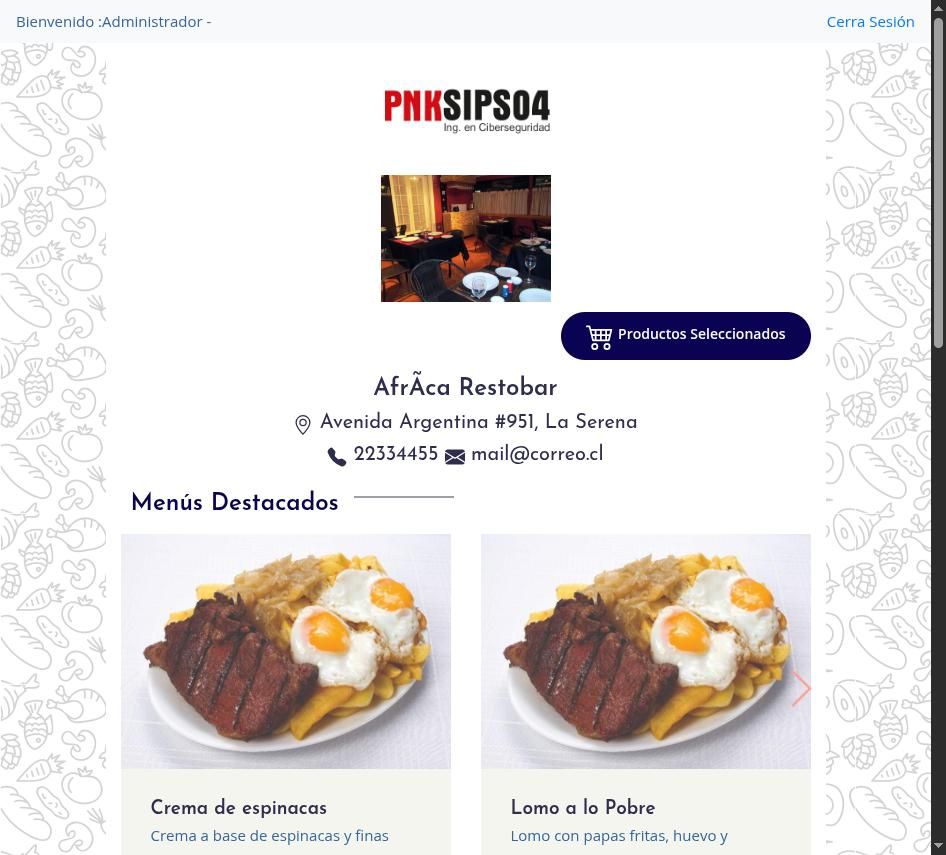 Bienvenido :Administrador -
Cerra Sesión
PNKSIPS04
Ing. en Ciberseguridad
Productos Seleccionados
AfrÃca Restobar
Avenida Argentina #951, La Serena
22334455 mail@correo.cl
Menús Destacados
Crema de espinacas
Crema a base de espinacas y finas
Lomo a lo Pobre
Lomo con papas fritas, huevo y